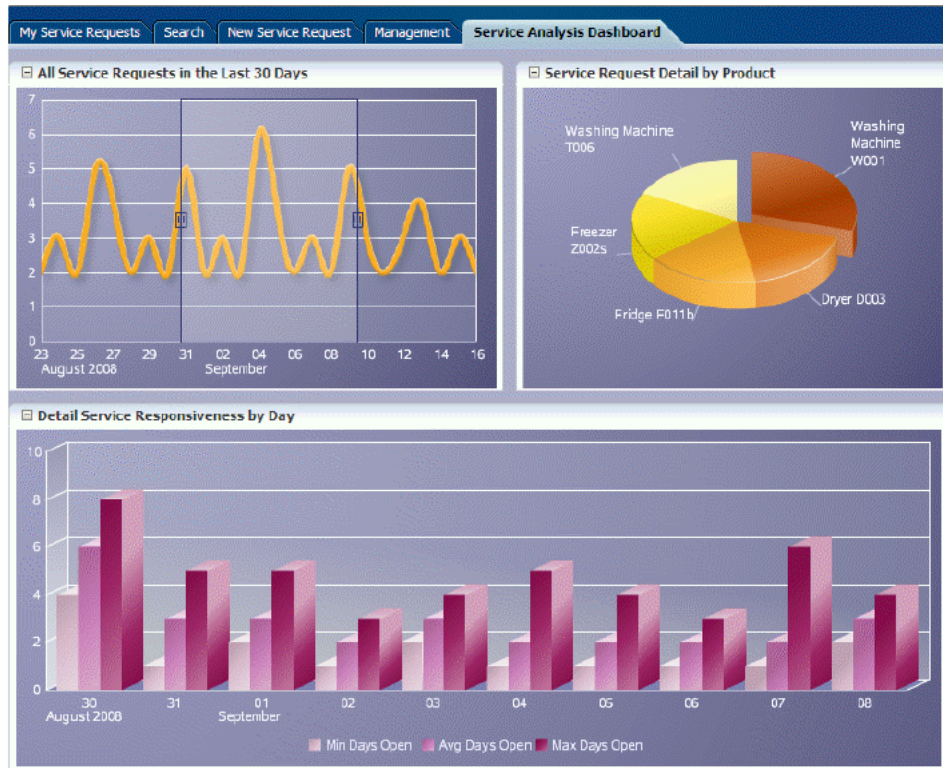 My Service Requests Search New Service Request Management Service Analysis Dashboard
All Service Requests in the Last 30 Days
7
6
5
4
3
2
1
0
23 25 27 29 31 02 04 06 08 10 12 14 16
August 2008 September
Service Request Detail by Product
Washing Machine
T006
Washing
Machine
W001
Freezer
Z002s
Fridge F011b
Dryer D003
Detail Service Responsiveness by Day
10
8
6
4
2
0
30 31 01 02 03 04 05 06 07 08
August 2008 September
Min Days Open Avg Days Open Max Days Open